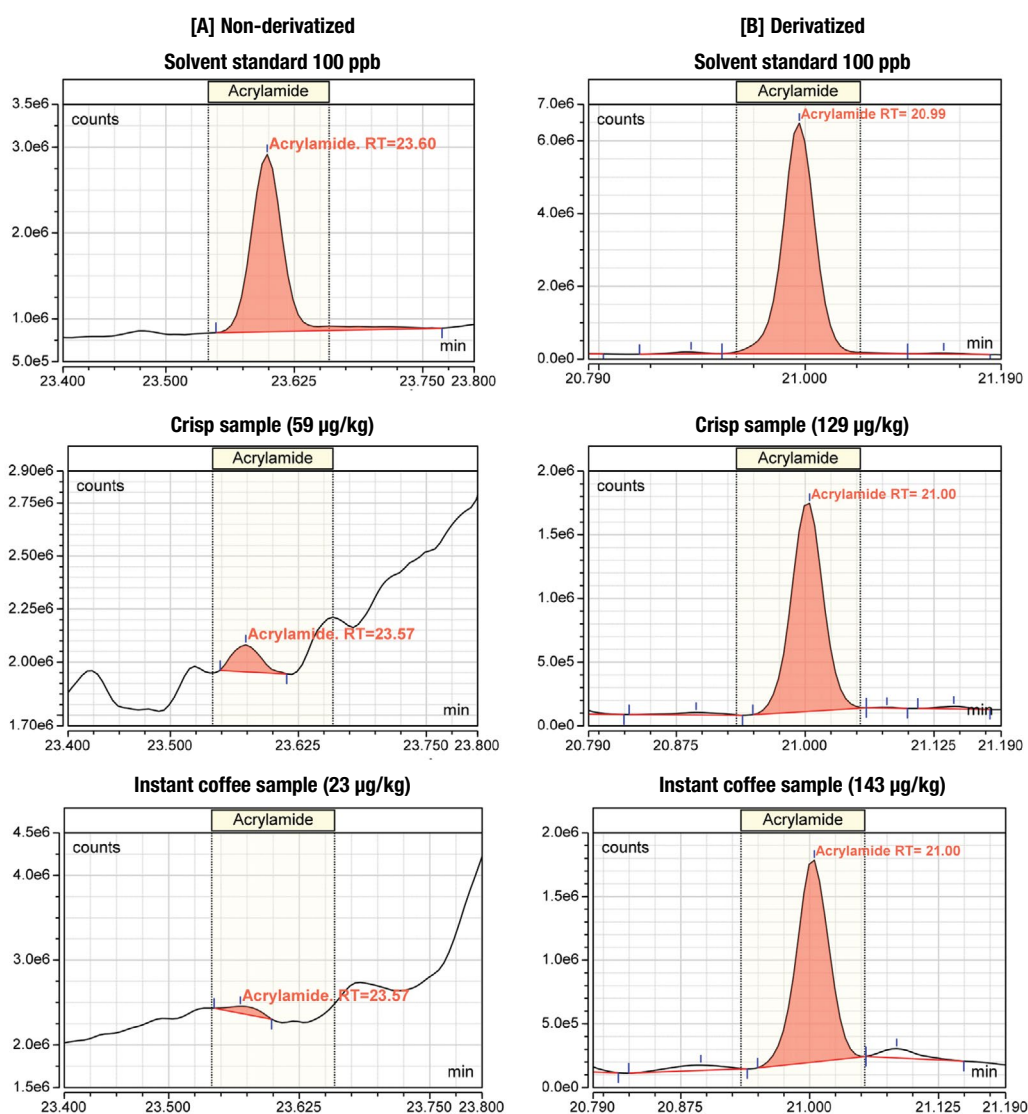 [A] Non-derivatized
Solvent standard 100 ppb
Acrylamide
counts
Acrylamide. RT=23.60
3.5e6
3.0e6
2.0e6
1.0e6
5.0e5
min
23.400 23.500 23.625 23.750 23.800
[B] Derivatized
Solvent standard 100 ppb
Acrylamide
Acrylamide RT= 20.99
7.0e6
6.0e6
4.0e6
2.0e6
0.0e0
min
20.790 21.000 21.190
Crisp sample (59 µg/kg)
Acrylamide
counts
Acrylamide. RT=23.57
2.90e6
2.75e6
2.50e6
2.25e6
2.00e6
1.70e6
min
23.400 23.500 23.625 23.750 23.800
Crisp sample (129 µg/kg)
Acrylamide
counts
Acrylamide RT= 21.00
2.0e6
1.5e6
1.0e6
5.0e5
0.0e0
min
20.790 20.875 21.000 21.125 21.190
Instant coffee sample (23 µg/kg)
Acrylamide
counts
Acrylamide. RT=23.57
4.5e6
4.0e6
3.0e6
2.0e6
1.5e6
min
23.400 23.500 23.625 23.750 23.800
Instant coffee sample (143 µg/kg)
Acrylamide
counts
Acrylamide RT= 21.00
2.0e6
1.5e6
1.0e6
5.0e5
0.0e0
min
20.790 20.875 21.000 21.125 21.190